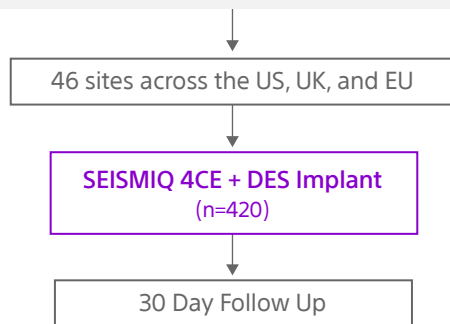 46 sites across the US, UK, and EU
SEISMIQ 4CE + DES Implant
(n=420)
30 Day Follow Up